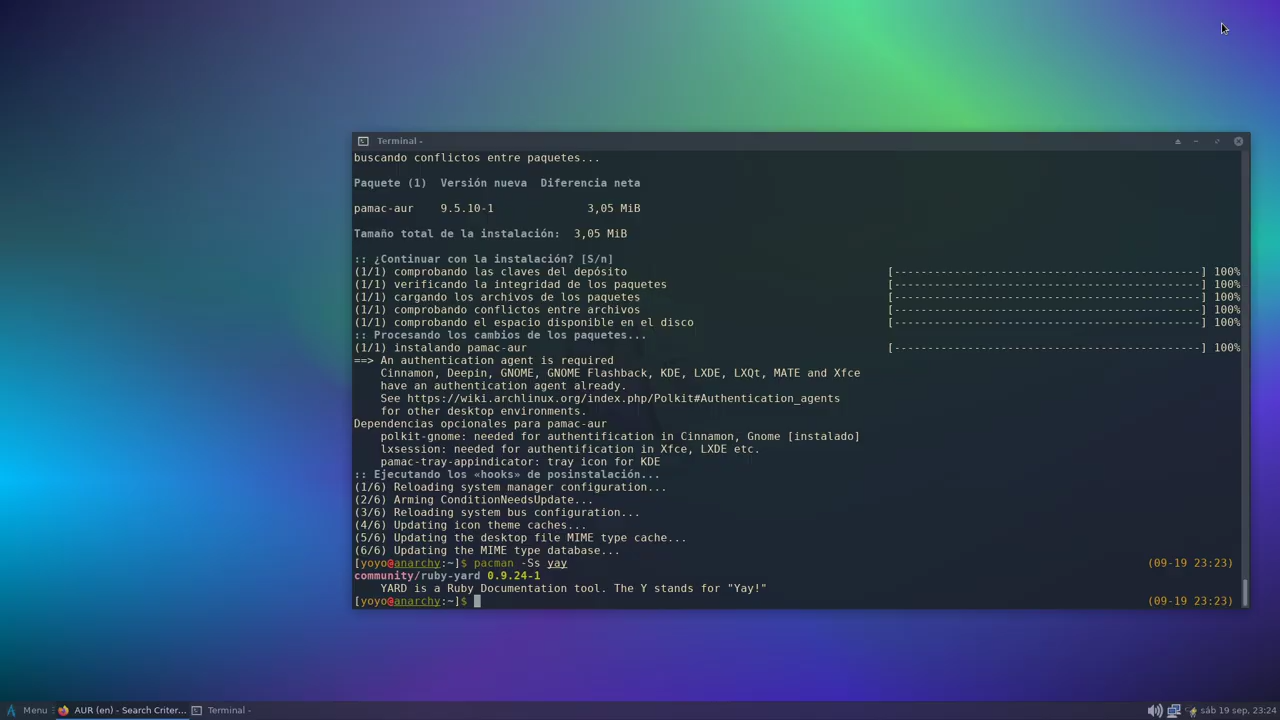 Terminal -
buscando conflictos entre paquetes...
Paquete (1)  Versión nueva  Diferencia neta
pamac-aur    9.5.10-1              3,05 MiB
Tamaño total de la instalación:  3,05 MiB
:: ¿Continuar con la instalación? [S/n]
(1/1) comprobando las claves del depósito [----------------------------------------------] 100%
(1/1) verificando la integridad de los paquetes [----------------------------------------------] 100%
(1/1) cargando los archivos de los paquetes [----------------------------------------------] 100%
(1/1) comprobando conflictos entre archivos [----------------------------------------------] 100%
(1/1) comprobando el espacio disponible en el disco [----------------------------------------------] 100%
:: Procesando los cambios de los paquetes...
(1/1) instalando pamac-aur [----------------------------------------------] 100%
==> An authentication agent is required
    Cinnamon, Deepin, GNOME, GNOME Flashback, KDE, LXDE, LXQt, MATE and Xfce
    have an authentication agent already.
    See https://wiki.archlinux.org/index.php/Polkit#Authentication_agents
    for other desktop environments.
Dependencias opcionales para pamac-aur
    polkit-gnome: needed for authentification in Cinnamon, Gnome [instalado]
    lxsession: needed for authentification in Xfce, LXDE etc.
    pamac-tray-appindicator: tray icon for KDE
:: Ejecutando los «hooks» de posinstalación...
(1/6) Reloading system manager configuration...
(2/6) Arming ConditionNeedsUpdate...
(3/6) Reloading system bus configuration...
(4/6) Updating icon theme caches...
(5/6) Updating the desktop file MIME type cache...
(6/6) Updating the MIME type database...
[yoyo@anarchy:~]$ pacman -Ss yay (09-19 23:23)
community/ruby-yard 0.9.24-1
    YARD is a Ruby Documentation tool. The Y stands for "Yay!"
[yoyo@anarchy:~]$ (09-19 23:23)
Menu AUR (en) - Search Criter... Terminal - sáb 19 sep, 23:24